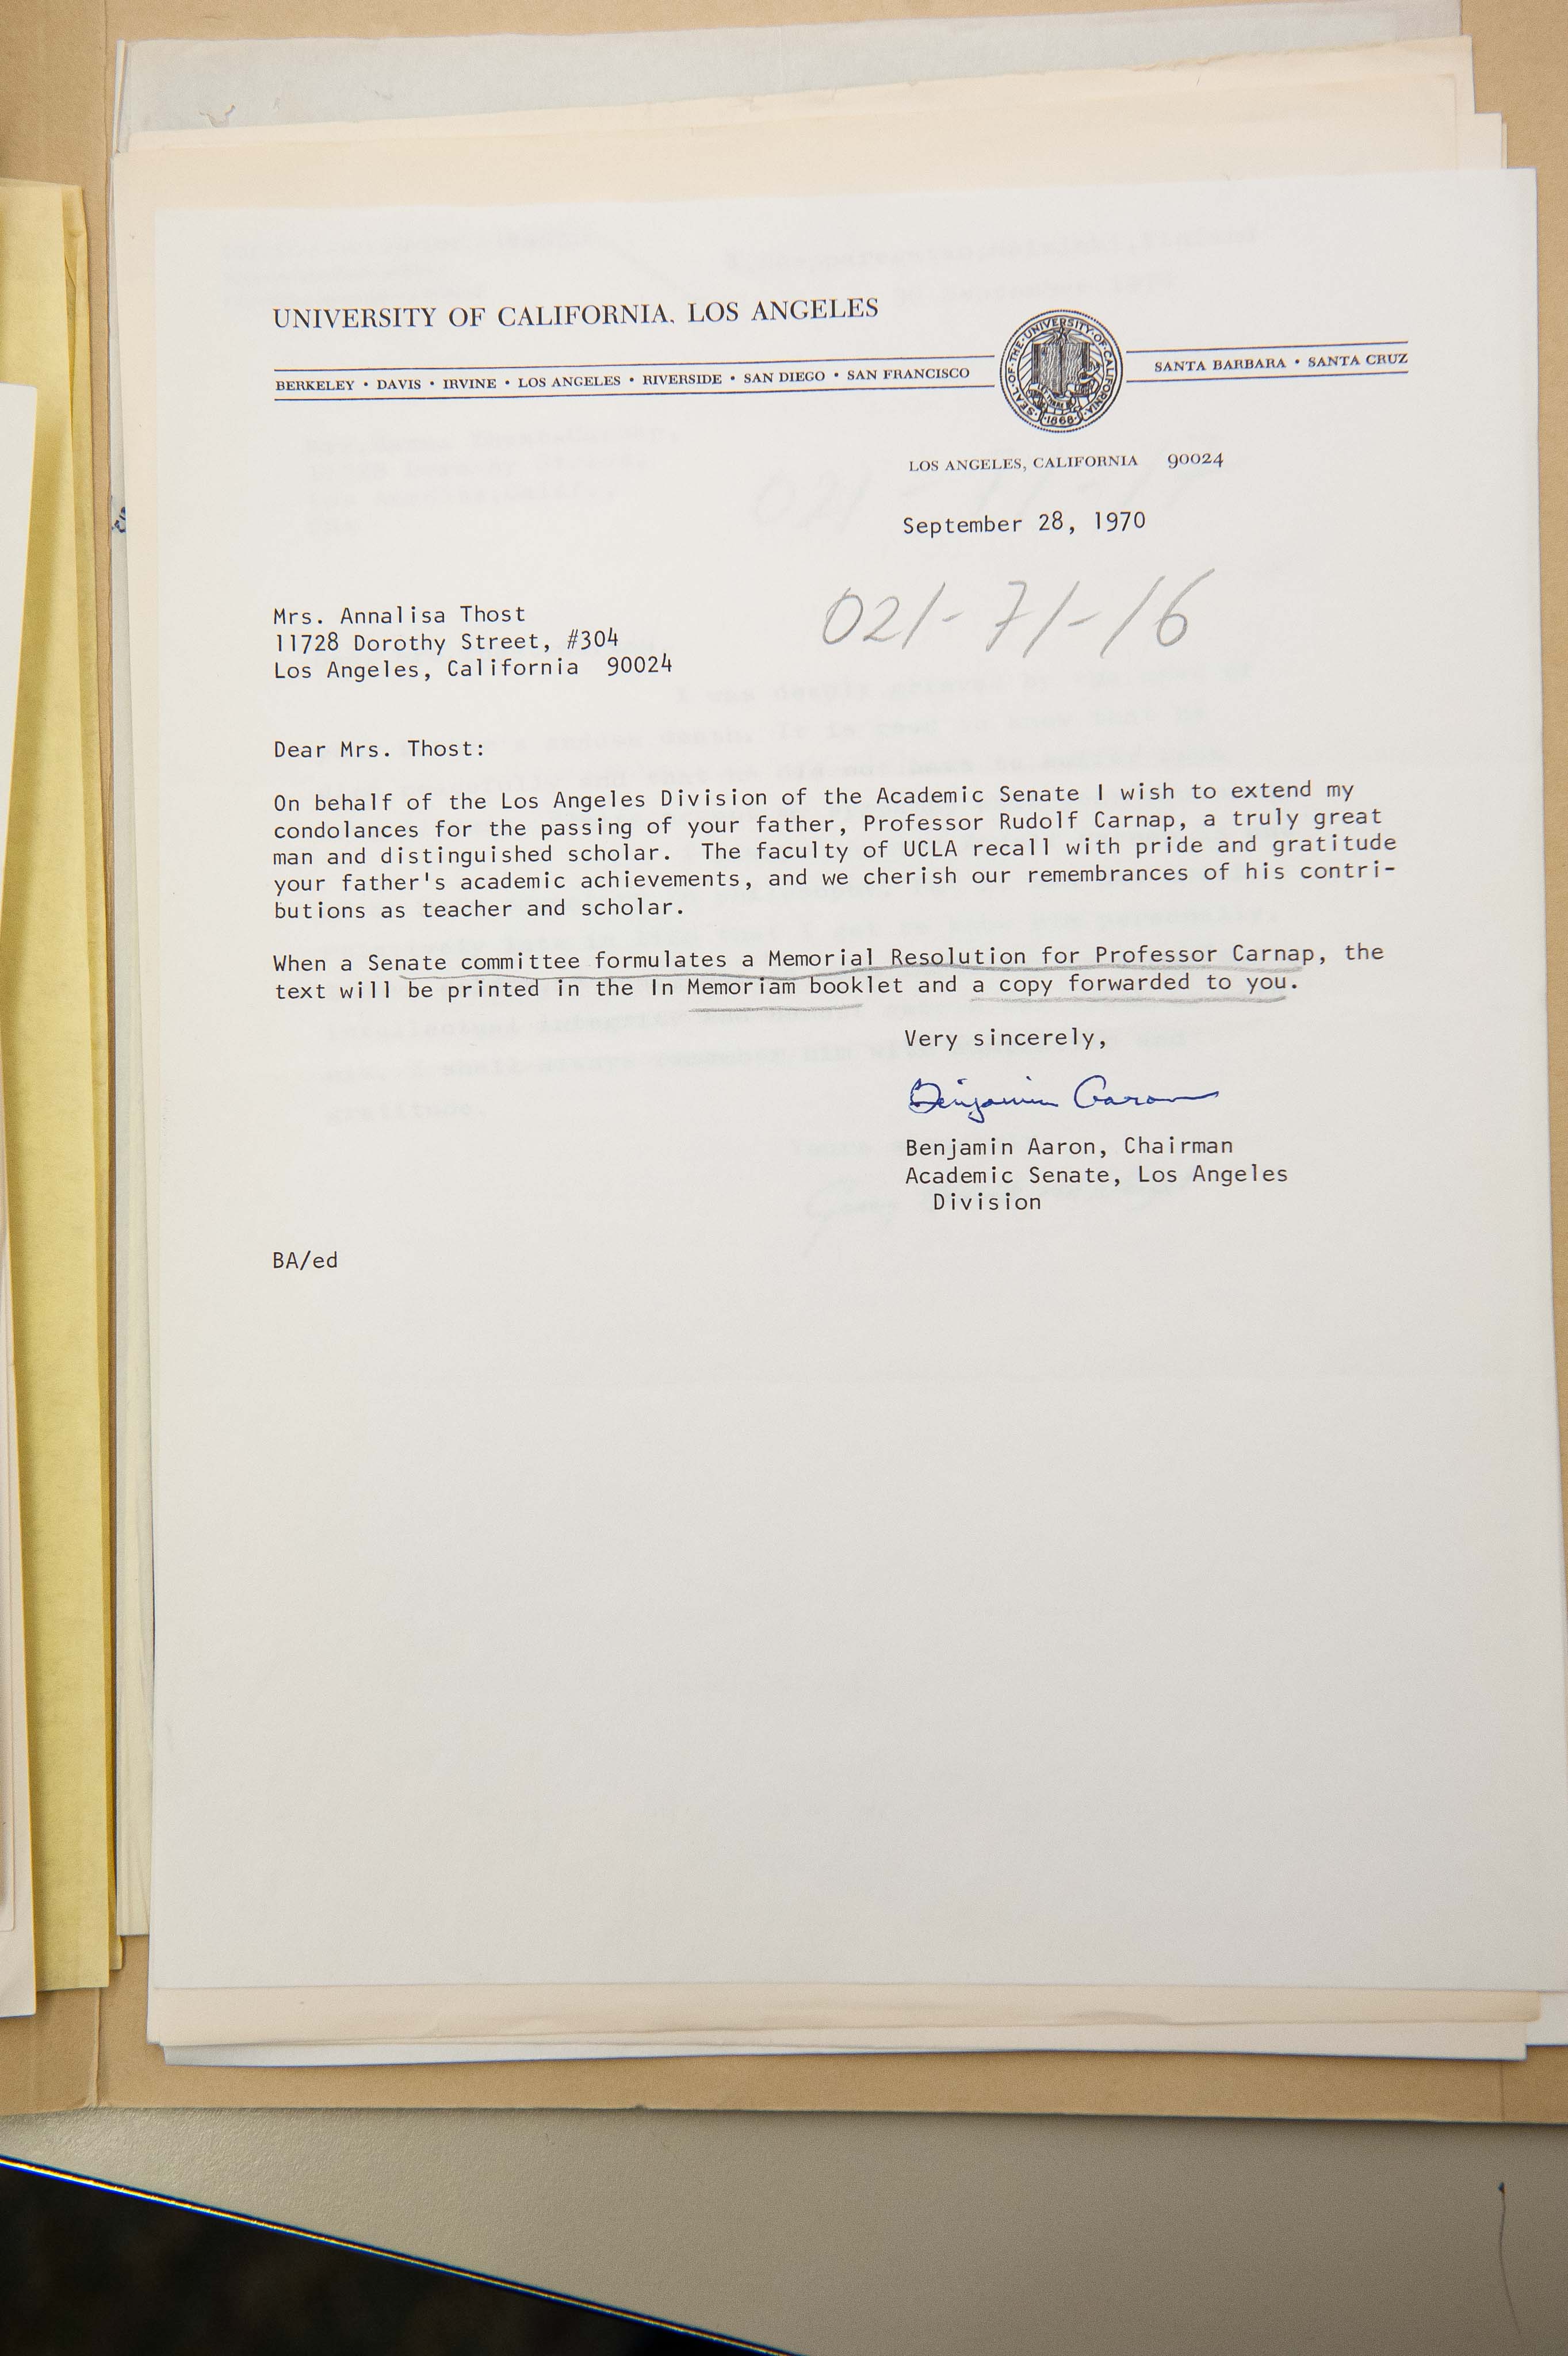 UNIVERSITY OF CALIFORNIA, LOS ANGELES
BERKELEY • DAVIS • IRVINE • LOS ANGELES • RIVERSIDE • SAN DIEGO • SAN FRANCISCO
SEAL • OF • THE • UNIVERSITY • OF • CALIFORNIA
• 1868 •
SANTA BARBARA • SANTA CRUZ
LOS ANGELES, CALIFORNIA 90024
September 28, 1970
021-71-16
Mrs. Annalisa Thost
11728 Dorothy Street, #304
Los Angeles, California 90024
Dear Mrs. Thost:
On behalf of the Los Angeles Division of the Academic Senate I wish to extend my
condolances for the passing of your father, Professor Rudolf Carnap, a truly great
man and distinguished scholar. The faculty of UCLA recall with pride and gratitude
your father's academic achievements, and we cherish our remembrances of his contri-
butions as teacher and scholar.
When a Senate committee formulates a Memorial Resolution for Professor Carnap, the
text will be printed in the In Memoriam booklet and a copy forwarded to you.
Very sincerely,
Benjamin Aaron
Benjamin Aaron, Chairman
Academic Senate, Los Angeles
Division
BA/ed